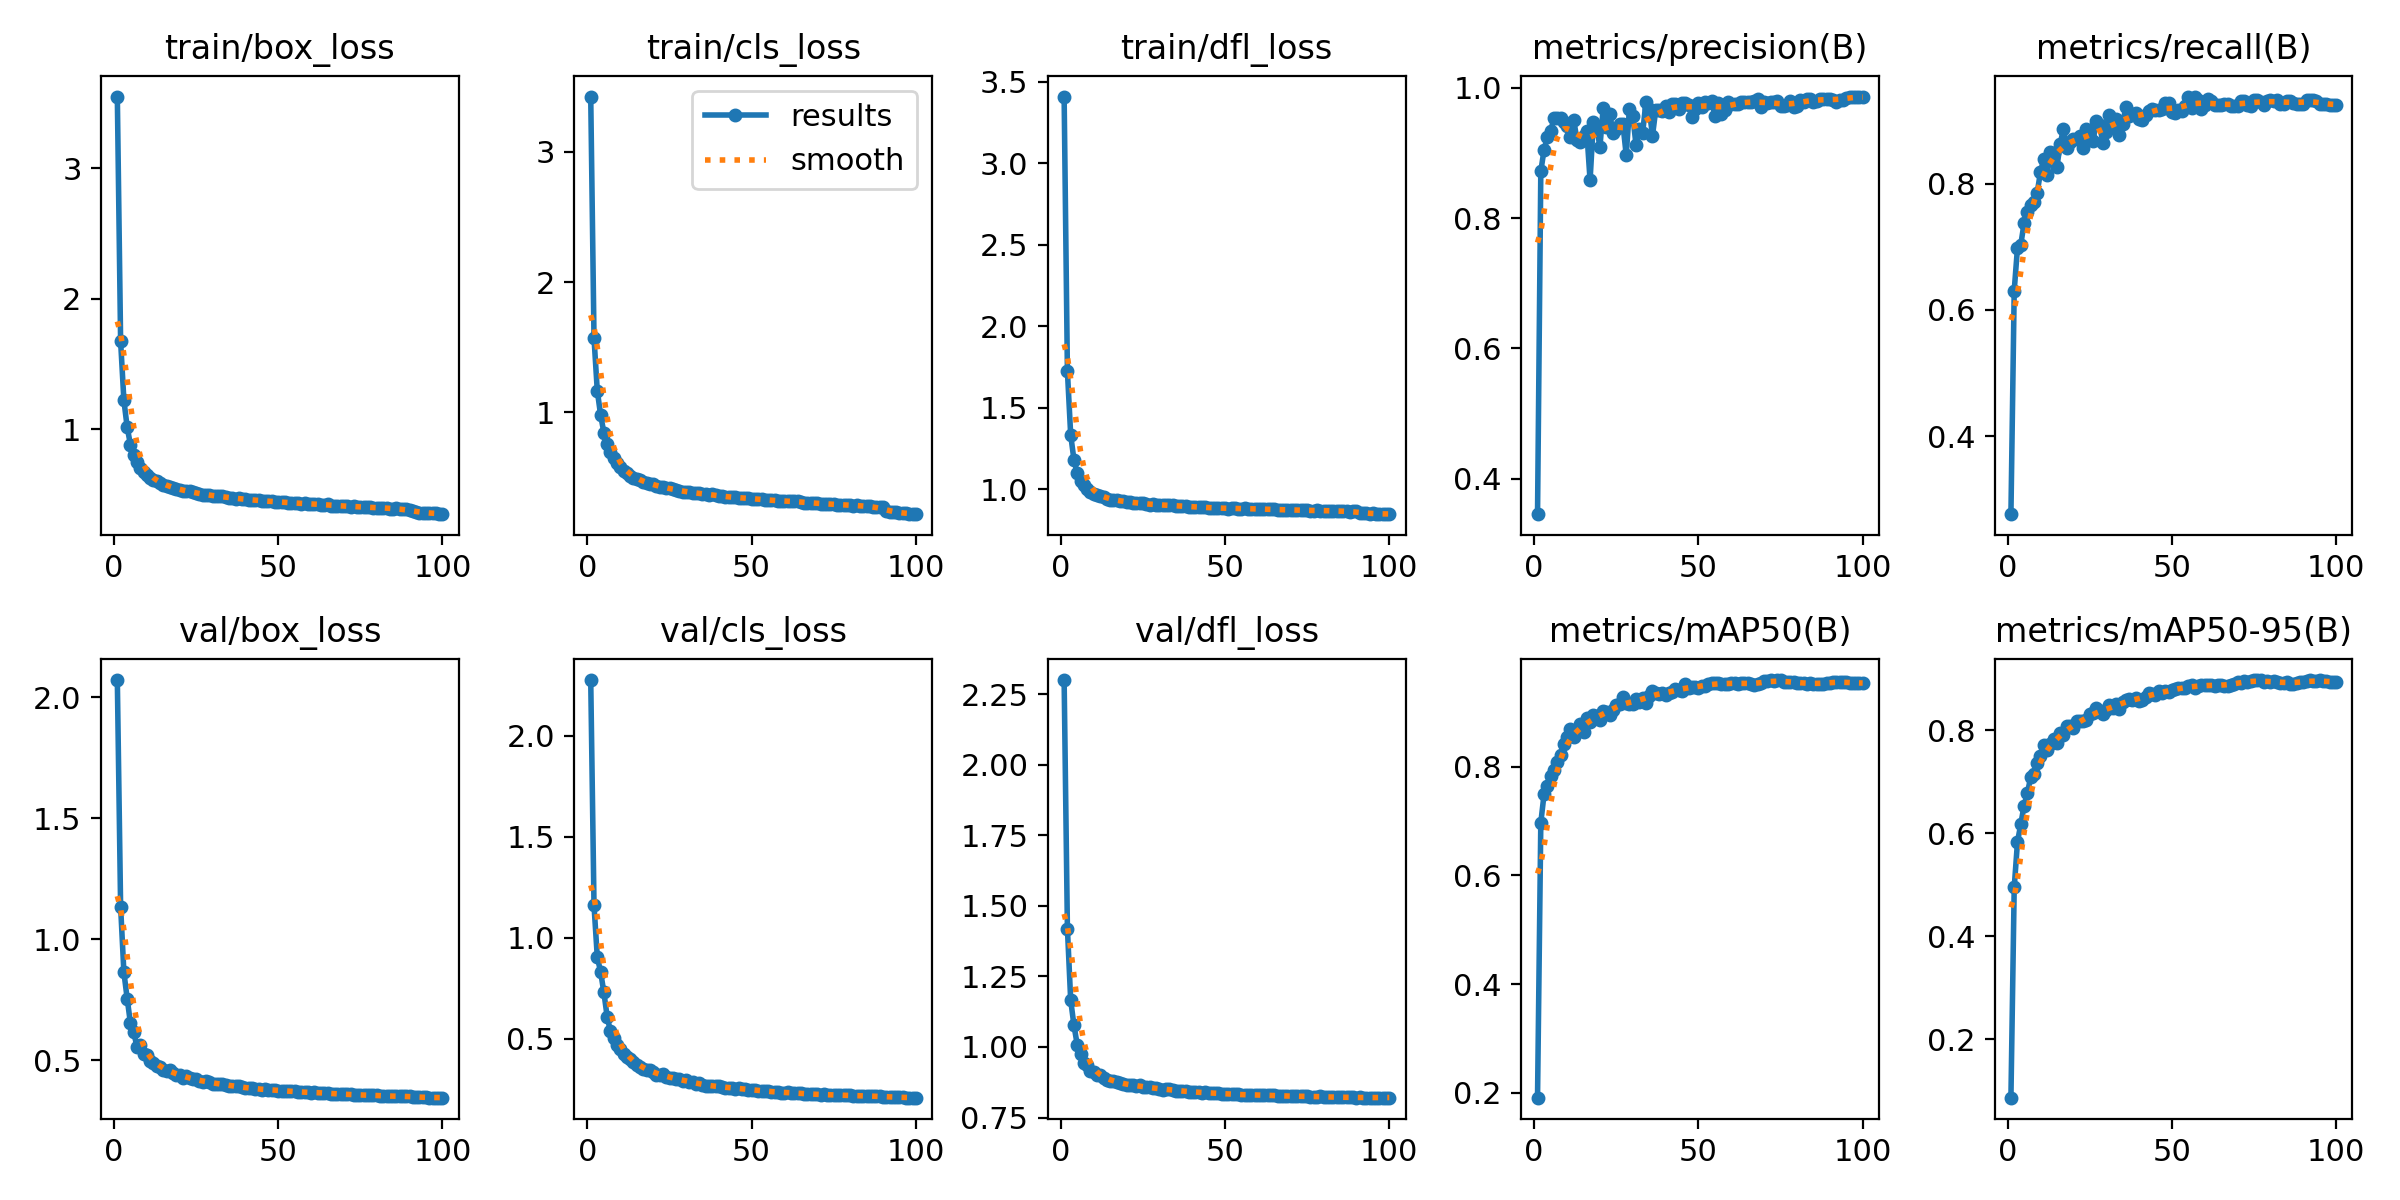 train/box_loss
3
2
1
0 50 100
train/cls_loss
results
smooth
3
2
1
0 50 100
train/dfl_loss
3.5
3.0
2.5
2.0
1.5
1.0
0 50 100
metrics/precision(B)
1.0
0.8
0.6
0.4
0 50 100
metrics/recall(B)
0.8
0.6
0.4
0 50 100
val/box_loss
2.0
1.5
1.0
0.5
0 50 100
val/cls_loss
2.0
1.5
1.0
0.5
0 50 100
val/dfl_loss
2.25
2.00
1.75
1.50
1.25
1.00
0.75
0 50 100
metrics/mAP50(B)
0.8
0.6
0.4
0.2
0 50 100
metrics/mAP50-95(B)
0.8
0.6
0.4
0.2
0 50 100